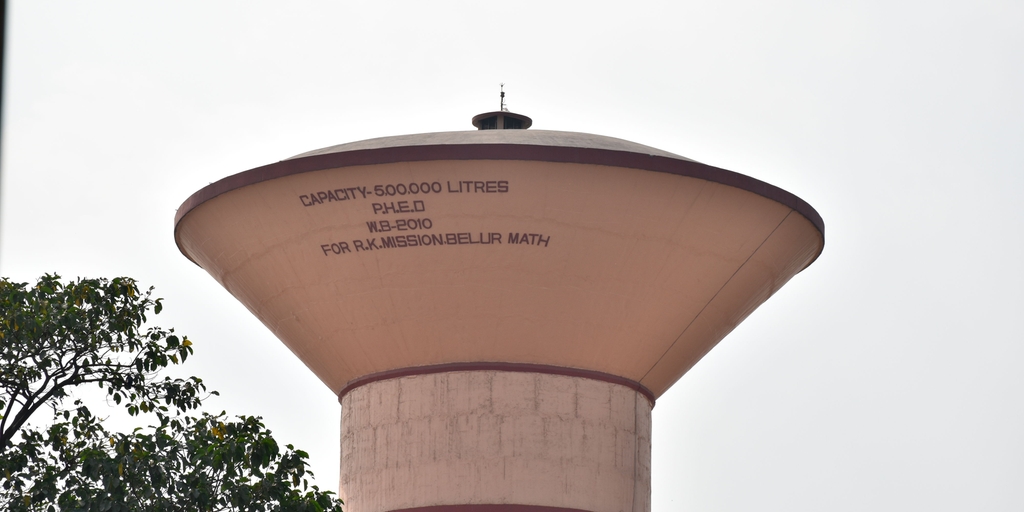 CAPACITY-5,00,000 LITRES
P.H.E.D
W.B-2010
FOR R.K.MISSION.BELUR MATH